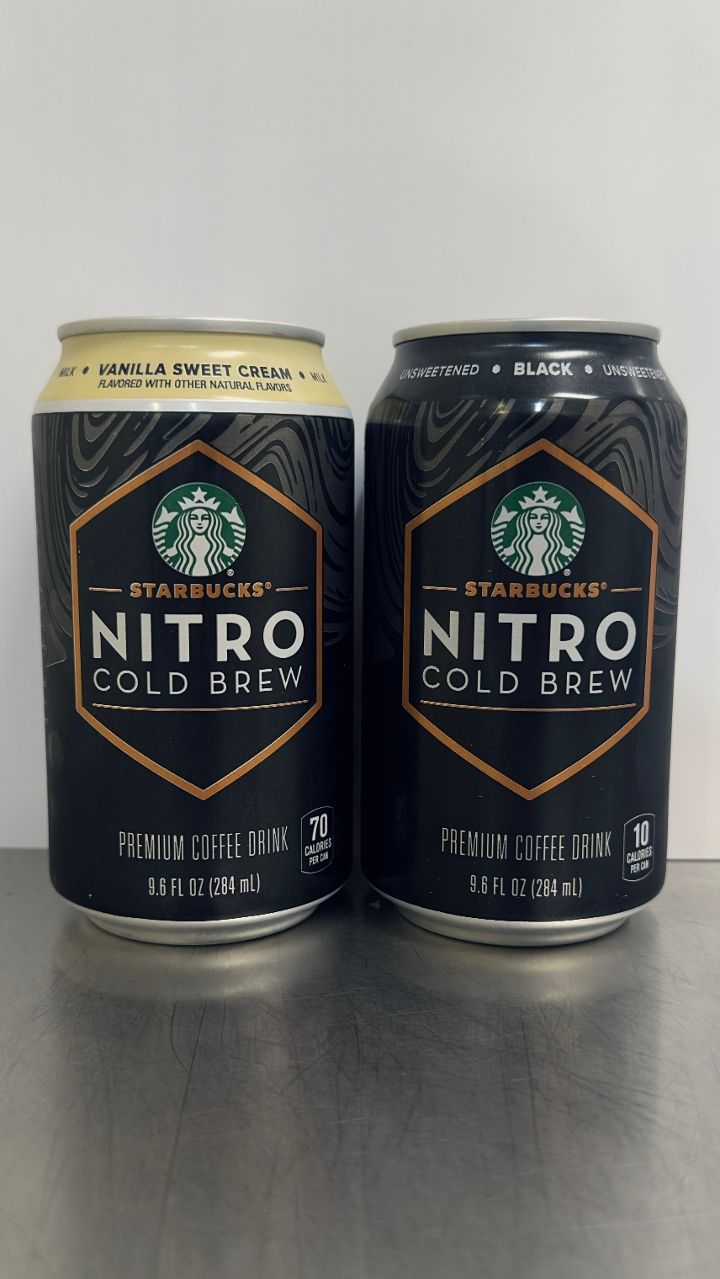 MILK • VANILLA SWEET CREAM • MILK
FLAVORED WITH OTHER NATURAL FLAVORS
STARBUCKS®
NITRO
COLD BREW
PREMIUM COFFEE DRINK
70
CALORIES
PER CAN
9.6 FL OZ (284 mL)
UNSWEETENED • BLACK • UNSWEETENED
STARBUCKS®
NITRO
COLD BREW
PREMIUM COFFEE DRINK
10
CALORIES
PER CAN
9.6 FL OZ (284 mL)